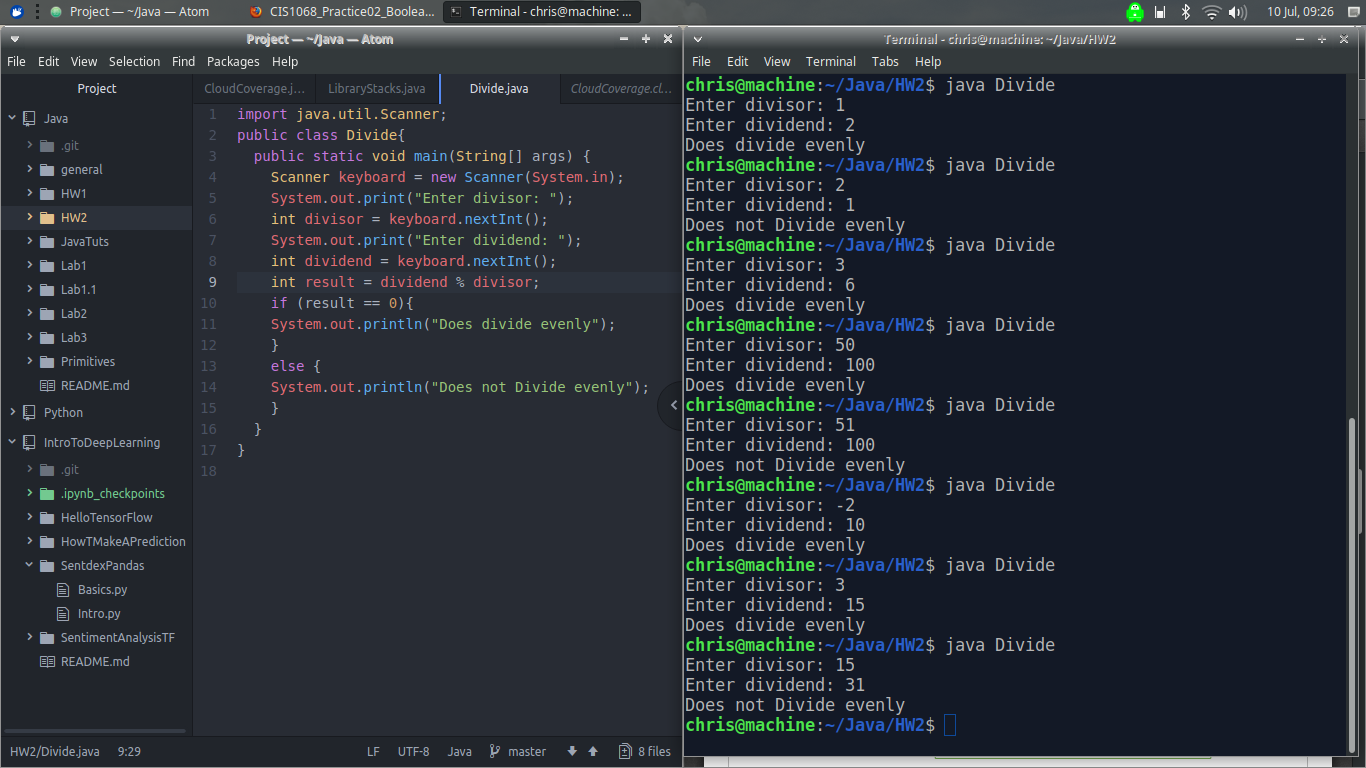 Project — ~/Java — Atom
CIS1068_Practice02_Boolea...
Terminal - chris@machine: ...
10 Jul, 09:26
Project — ~/Java — Atom
File Edit View Selection Find Packages Help
Project
Java
.git
general
HW1
HW2
JavaTuts
Lab1
Lab1.1
Lab2
Lab3
Primitives
README.md
Python
IntroToDeepLearning
.git
.ipynb_checkpoints
HelloTensorFlow
HowTMakeAPrediction
SentdexPandas
Basics.py
Intro.py
SentimentAnalysisTF
README.md
CloudCoverage.j... LibraryStacks.java Divide.java CloudCoverage.cl...
1 import java.util.Scanner;
2 public class Divide{
3 public static void main(String[] args) {
4 Scanner keyboard = new Scanner(System.in);
5 System.out.print("Enter divisor: ");
6 int divisor = keyboard.nextInt();
7 System.out.print("Enter dividend: ");
8 int dividend = keyboard.nextInt();
9 int result = dividend % divisor;
10 if (result == 0){
11 System.out.println("Does divide evenly");
12 }
13 else {
14 System.out.println("Does not Divide evenly");
15 }
16 }
17 }
18
HW2/Divide.java 9:29 LF UTF-8 Java master 8 files
Terminal - chris@machine: ~/Java/HW2
File Edit View Terminal Tabs Help
chris@machine:~/Java/HW2$ java Divide
Enter divisor: 1
Enter dividend: 2
Does divide evenly
chris@machine:~/Java/HW2$ java Divide
Enter divisor: 2
Enter dividend: 1
Does not Divide evenly
chris@machine:~/Java/HW2$ java Divide
Enter divisor: 3
Enter dividend: 6
Does divide evenly
chris@machine:~/Java/HW2$ java Divide
Enter divisor: 50
Enter dividend: 100
Does divide evenly
chris@machine:~/Java/HW2$ java Divide
Enter divisor: 51
Enter dividend: 100
Does not Divide evenly
chris@machine:~/Java/HW2$ java Divide
Enter divisor: -2
Enter dividend: 10
Does divide evenly
chris@machine:~/Java/HW2$ java Divide
Enter divisor: 3
Enter dividend: 15
Does divide evenly
chris@machine:~/Java/HW2$ java Divide
Enter divisor: 15
Enter dividend: 31
Does not Divide evenly
chris@machine:~/Java/HW2$